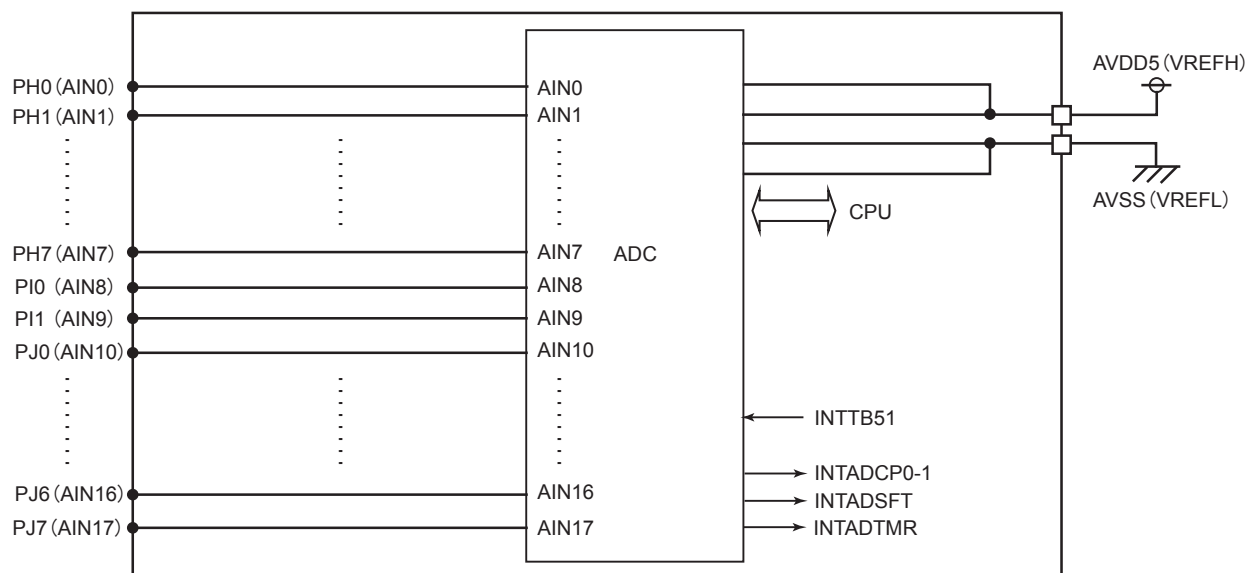 AVDD5 (VREFH)
PH0 (AIN0)
AIN0
PH1 (AIN1)
AIN1
AVSS (VREFL)
CPU
PH7 (AIN7)
AIN7
ADC
PI0 (AIN8)
AIN8
PI1 (AIN9)
AIN9
PJ0 (AIN10)
AIN10
INTTB51
INTADCP0-1
PJ6 (AIN16)
AIN16
INTADSFT
PJ7 (AIN17)
AIN17
INTADTMR